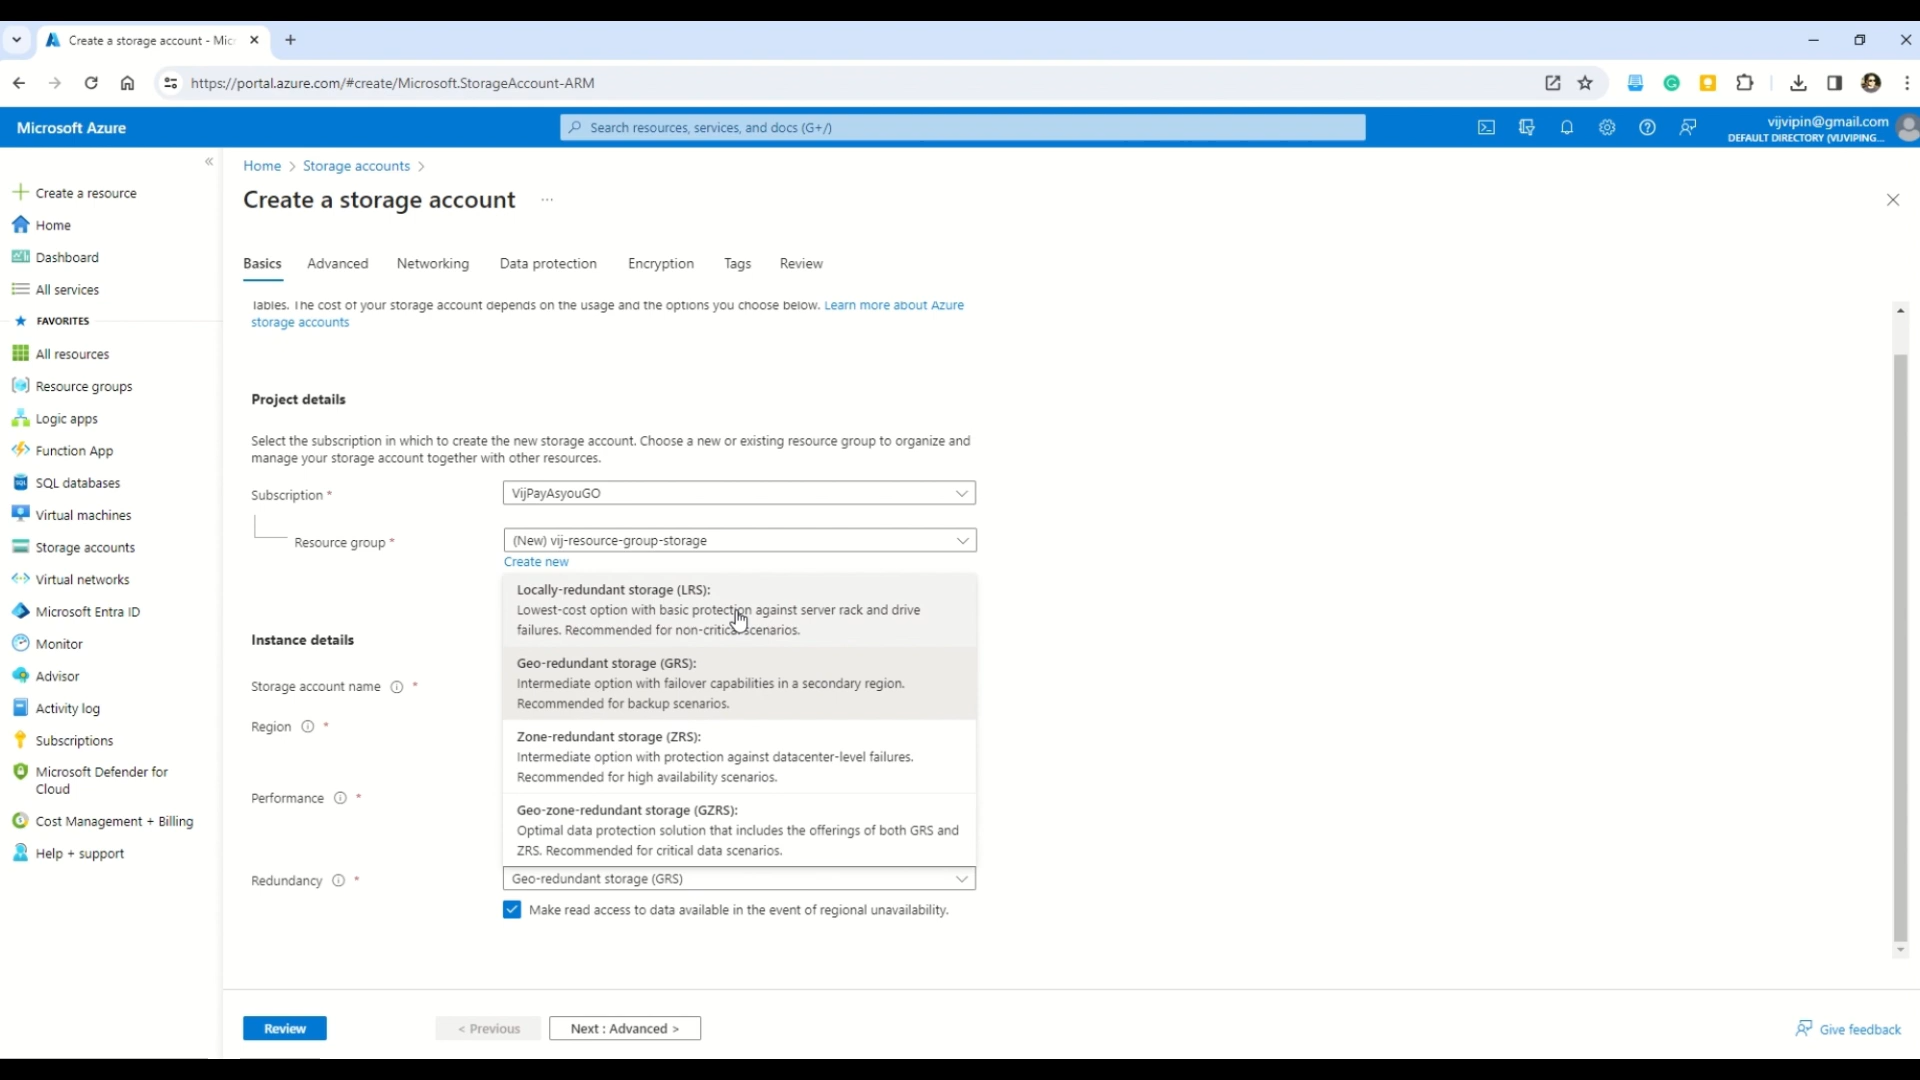 Create a storage account - Mic
https://portal.azure.com/#create/Microsoft.StorageAccount-ARM
Microsoft Azure
Search resources, services, and docs (G+/)
vijvipin@gmail.com
DEFAULT DIRECTORY (VIJVIPING...
Create a resource
Home
Dashboard
All services
FAVORITES
All resources
Resource groups
Logic apps
Function App
SQL databases
Virtual machines
Storage accounts
Virtual networks
Microsoft Entra ID
Monitor
Advisor
Activity log
Subscriptions
Microsoft Defender for
Cloud
Cost Management + Billing
Help + support
Home > Storage accounts >
Create a storage account ...
Basics Advanced Networking Data protection Encryption Tags Review
Tables. The cost of your storage account depends on the usage and the options you choose below. Learn more about Azure
storage accounts
Project details
Select the subscription in which to create the new storage account. Choose a new or existing resource group to organize and
manage your storage account together with other resources.
Subscription *
VijPayAsyouGO
Resource group *
(New) vij-resource-group-storage
Create new
Instance details
Storage account name *
Region *
Performance *
Locally-redundant storage (LRS):
Lowest-cost option with basic protection against server rack and drive
failures. Recommended for non-critical scenarios.
Geo-redundant storage (GRS):
Intermediate option with failover capabilities in a secondary region.
Recommended for backup scenarios.
Zone-redundant storage (ZRS):
Intermediate option with protection against datacenter-level failures.
Recommended for high availability scenarios.
Geo-zone-redundant storage (GZRS):
Optimal data protection solution that includes the offerings of both GRS and
ZRS. Recommended for critical data scenarios.
Redundancy *
Geo-redundant storage (GRS)
Make read access to data available in the event of regional unavailability.
Review
< Previous
Next : Advanced >
Give feedback